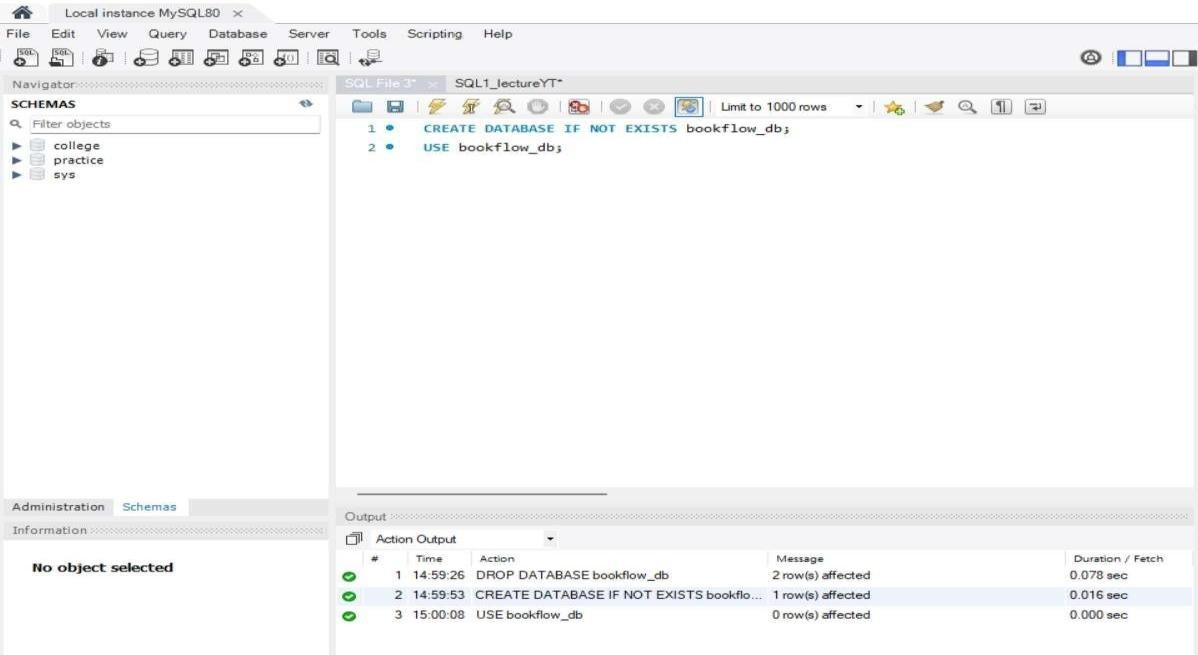 Local instance MySQL80
File Edit View Query Database Server Tools Scripting Help
Navigator
SCHEMAS
Filter objects
college
practice
sys
Administration Schemas
Information
No object selected
SQL File 3* SQL1_lectureYT*
Limit to 1000 rows
1 CREATE DATABASE IF NOT EXISTS bookflow_db;
2 USE bookflow_db;
Output
Action Output
# Time Action Message Duration / Fetch
1 14:59:26 DROP DATABASE bookflow_db 2 row(s) affected 0.078 sec
2 14:59:53 CREATE DATABASE IF NOT EXISTS bookflo... 1 row(s) affected 0.016 sec
3 15:00:08 USE bookflow_db 0 row(s) affected 0.000 sec